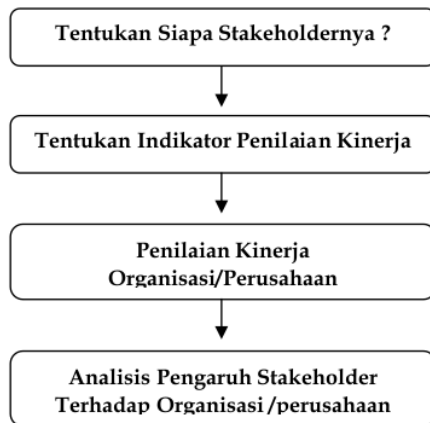 Tentukan Siapa Stakeholdernya ?
Tentukan Indikator Penilaian Kinerja
Penilaian Kinerja
Organisasi/Perusahaan
Analisis Pengaruh Stakeholder
Terhadap Organisasi/perusahaan